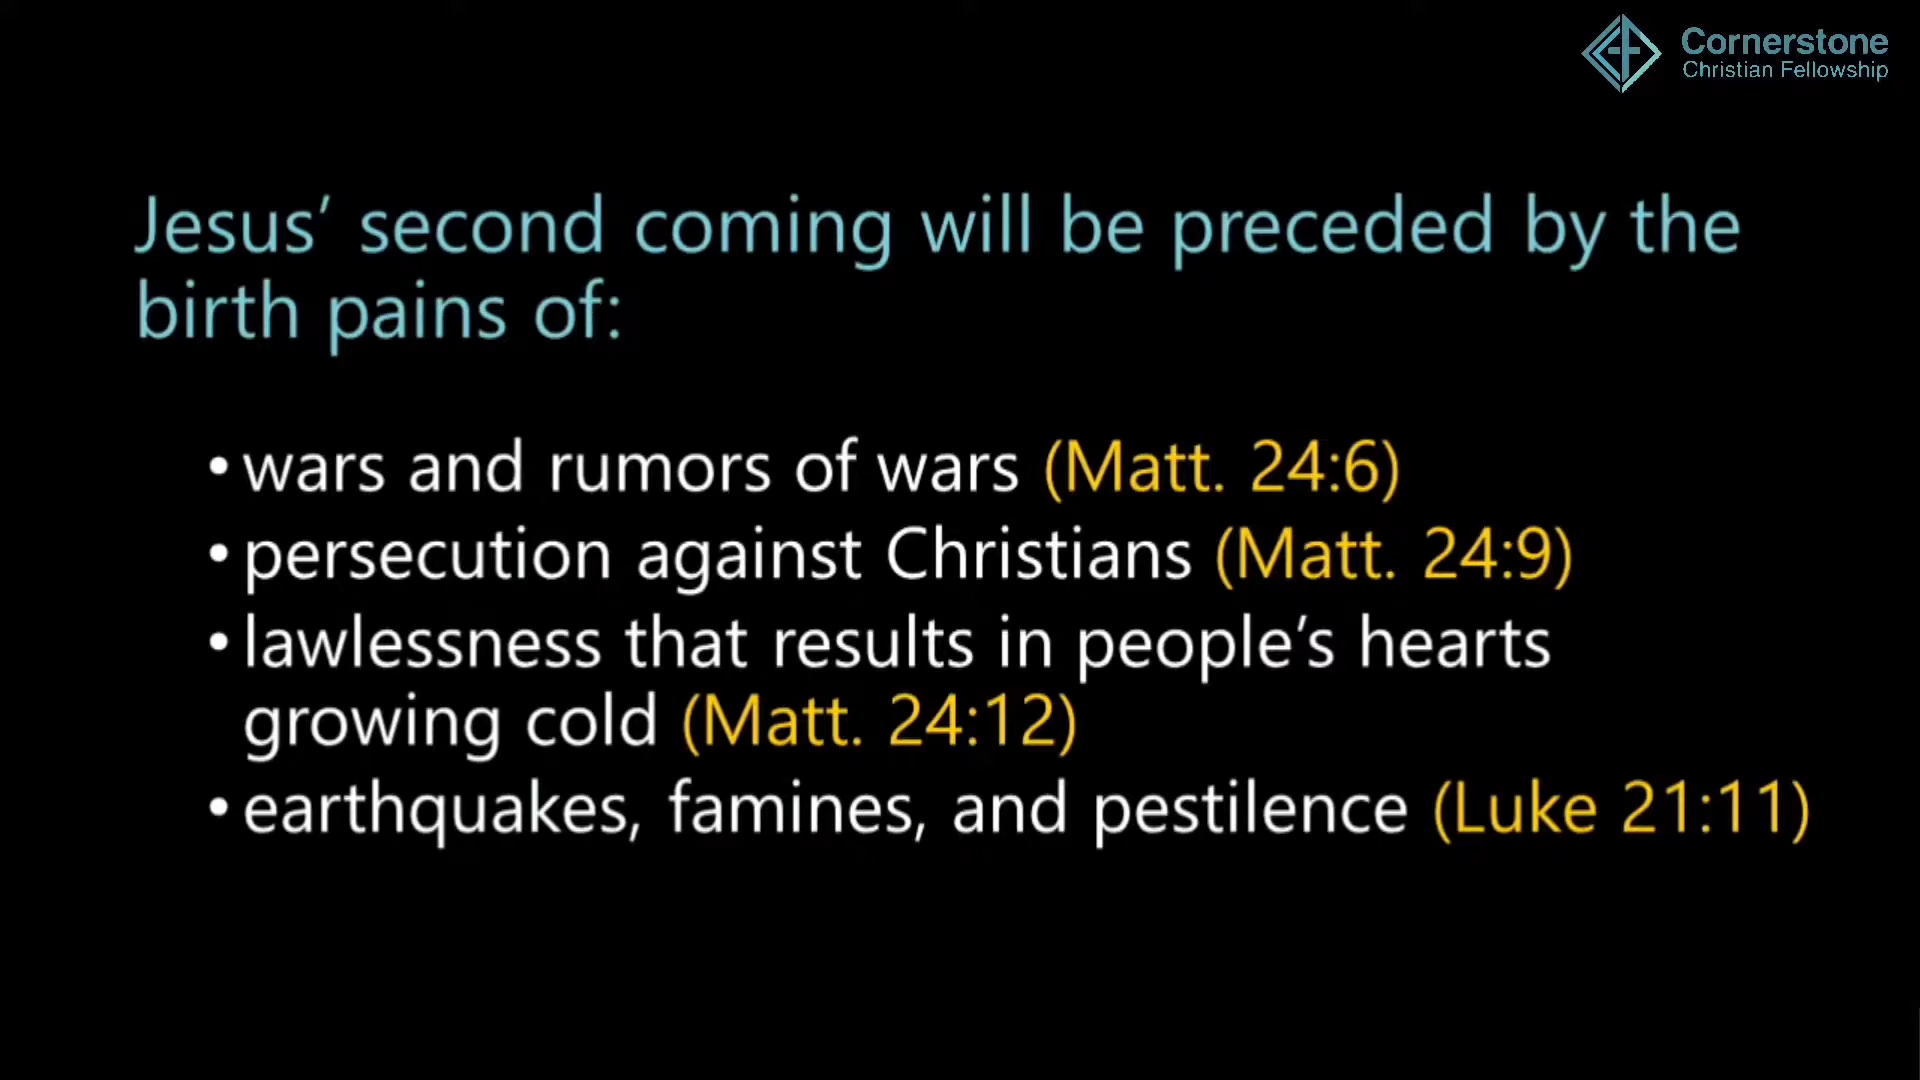 Cornerstone
Christian Fellowship
Jesus’ second coming will be preceded by the
birth pains of:
• wars and rumors of wars (Matt. 24:6)
• persecution against Christians (Matt. 24:9)
• lawlessness that results in people’s hearts
growing cold (Matt. 24:12)
• earthquakes, famines, and pestilence (Luke 21:11)